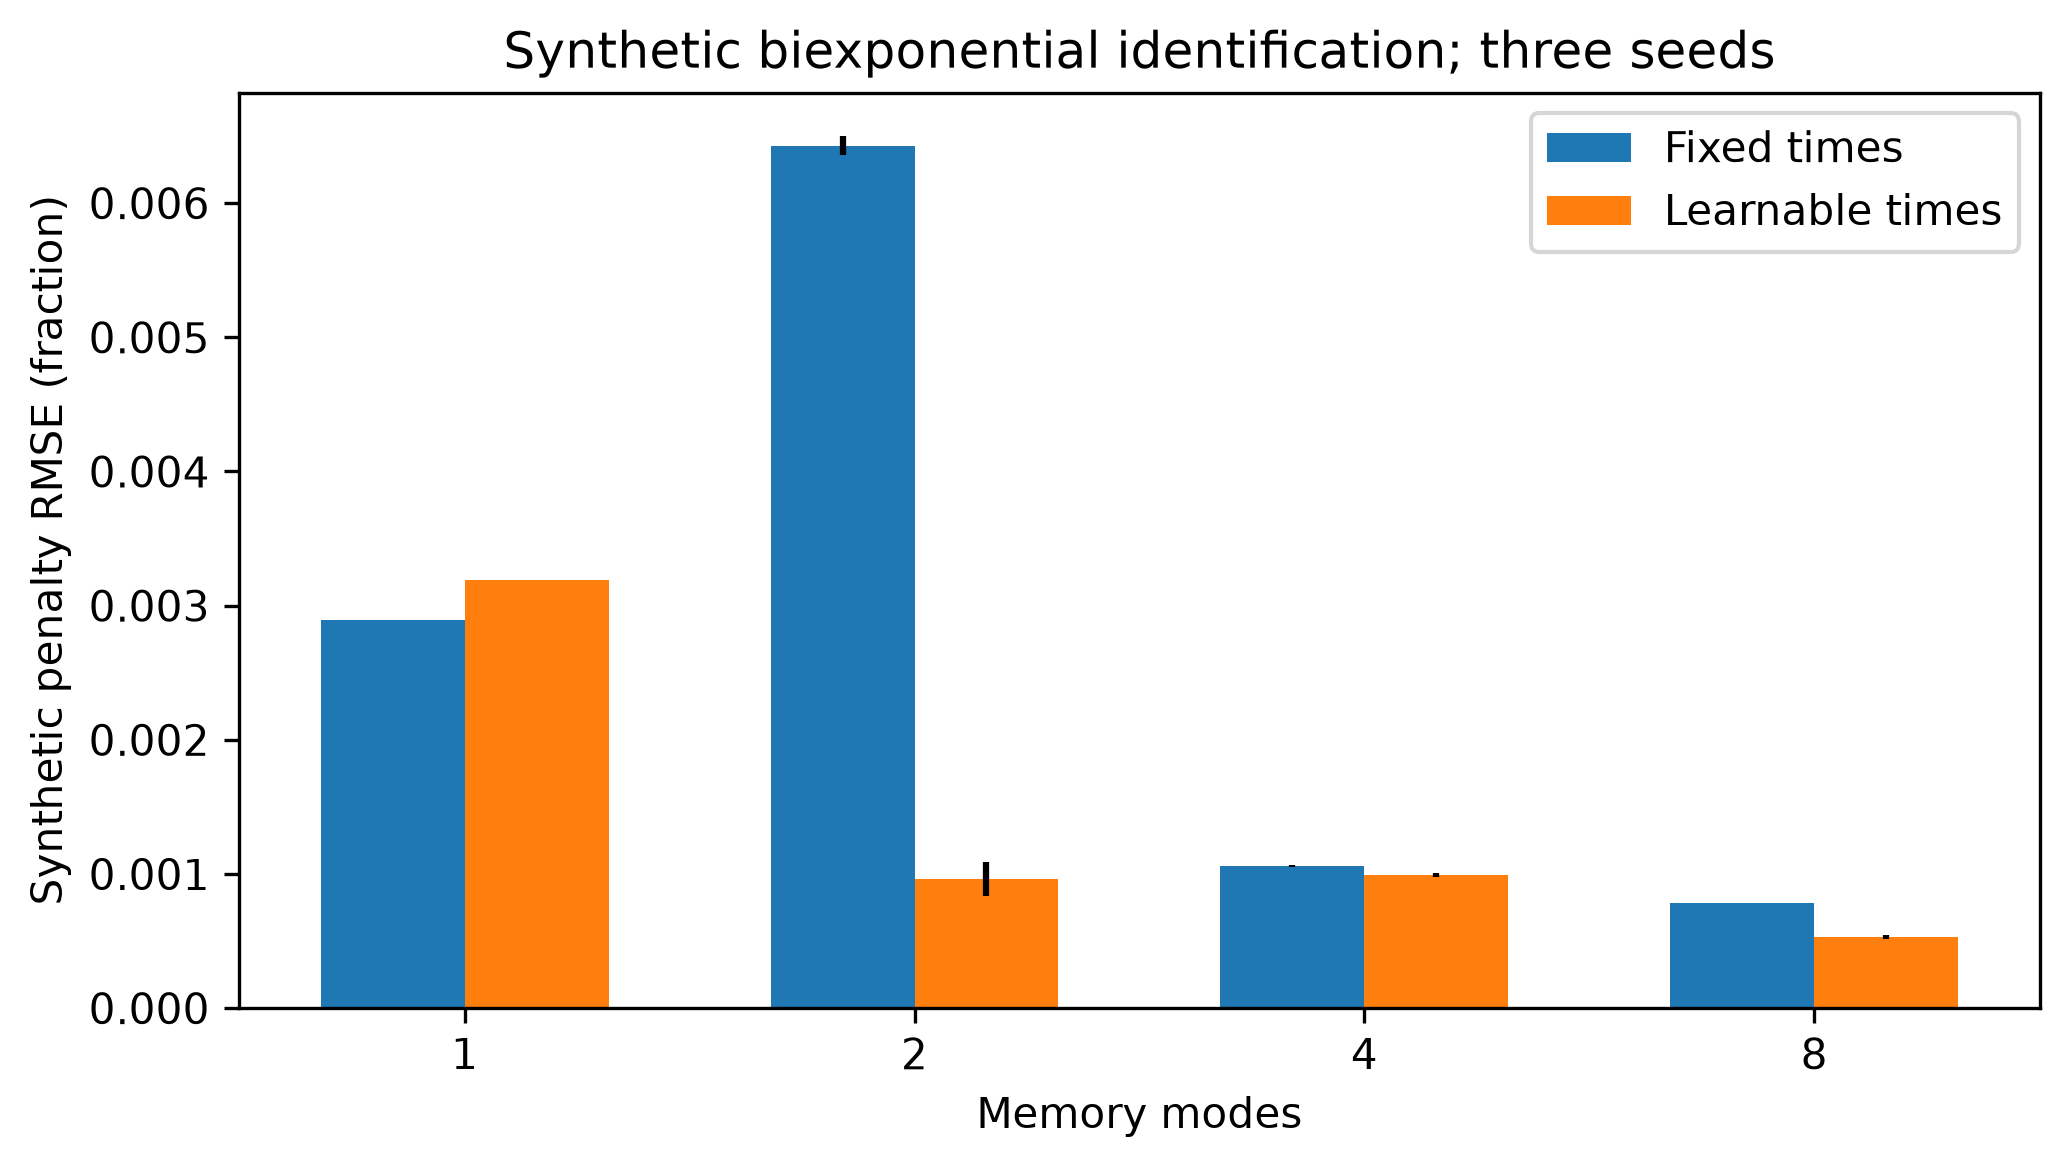 Synthetic biexponential identification; three seeds
Fixed times
Learnable times
Synthetic penalty RMSE (fraction)
0.006
0.005
0.004
0.003
0.002
0.001
0.000
1 2 4 8
Memory modes